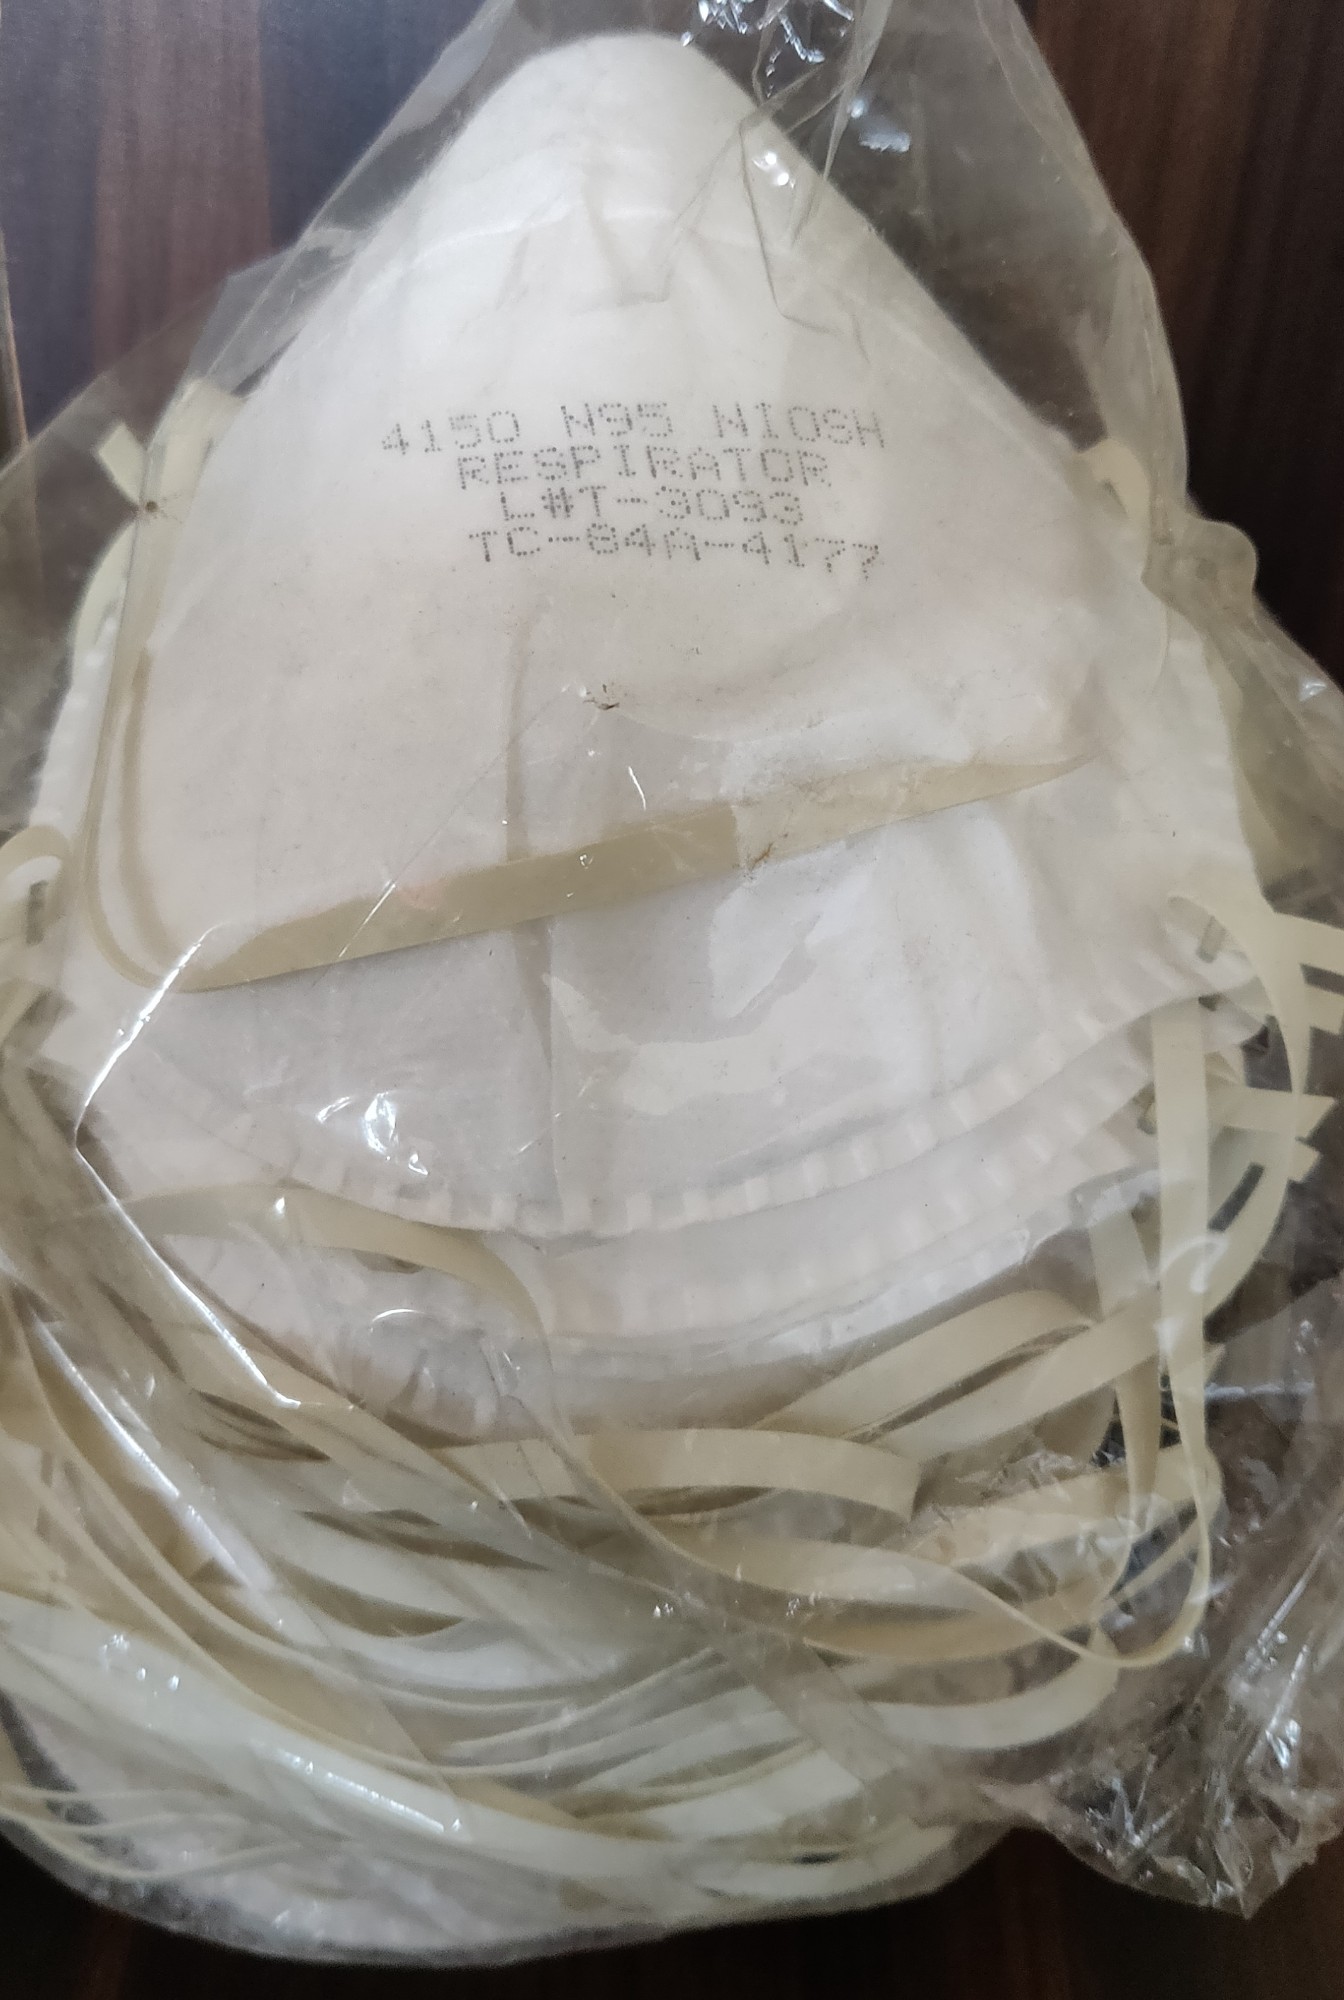 4150 N95 NIOSH
RESPIRATOR
L#T-3093
TC-84A-4177